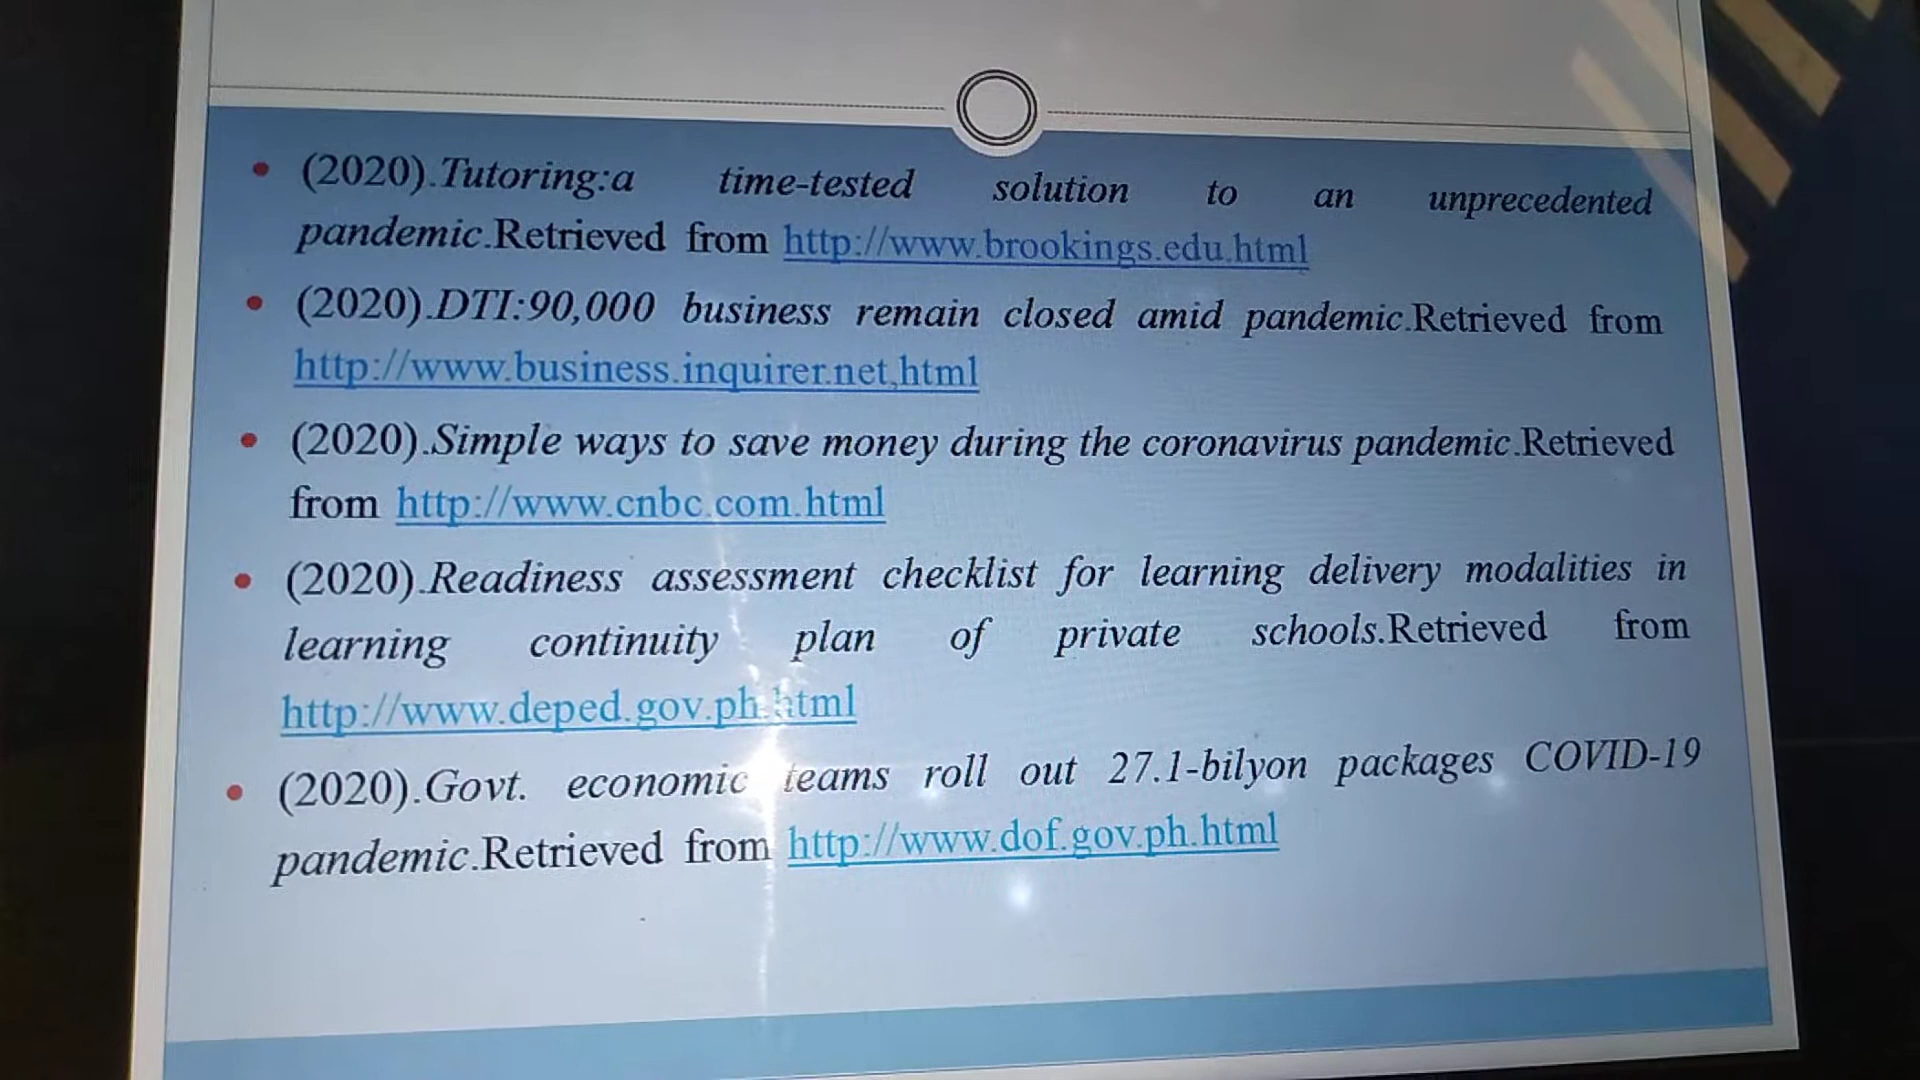 (2020).Tutoring:a time-tested solution to an unprecedented
pandemic.Retrieved from http://www.brookings.edu.html
(2020).DTI:90,000 business remain closed amid pandemic.Retrieved from
http://www.business.inquirer.net,html
(2020).Simple ways to save money during the coronavirus pandemic.Retrieved
from http://www.cnbc.com.html
(2020).Readiness assessment checklist for learning delivery modalities in
learning continuity plan of private schools.Retrieved from
http://www.deped.gov.ph.html
(2020).Govt. economic teams roll out 27.1-bilyon packages COVID-19
pandemic.Retrieved from http://www.dof.gov.ph.html